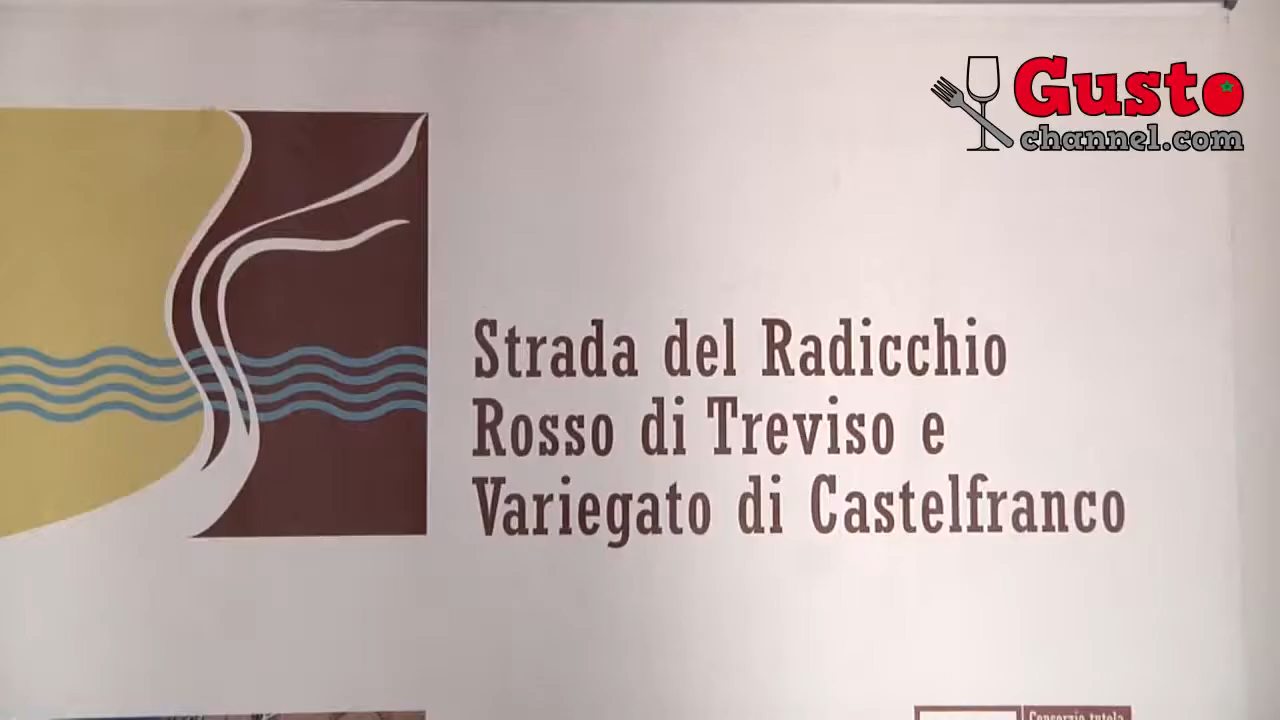 Gusto
channel.com
Strada del Radicchio
Rosso di Treviso e
Variegato di Castelfranco
Consorzio tutela